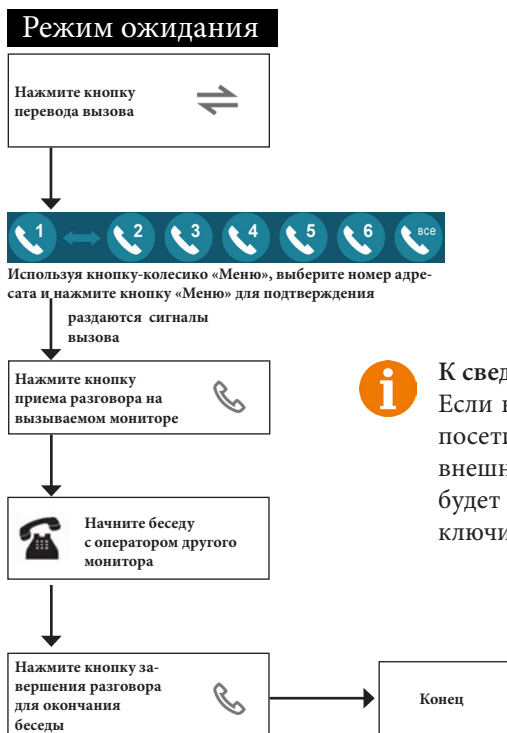 Режим ожидания
Нажмите кнопку
перевода вызова
1 2 3 4 5 6 все
Используя кнопку-колесико «Меню», выберите номер адре-
сата и нажмите кнопку «Меню» для подтверждения
раздаются сигналы
вызова
Нажмите кнопку
приема разговора на
вызываемом мониторе
К свед
Если
посети
внешн
будет
ключи
Начните беседу
с оператором другого
монитора
Нажмите кнопку за-
вершения разговора
для окончания
беседы
Конец